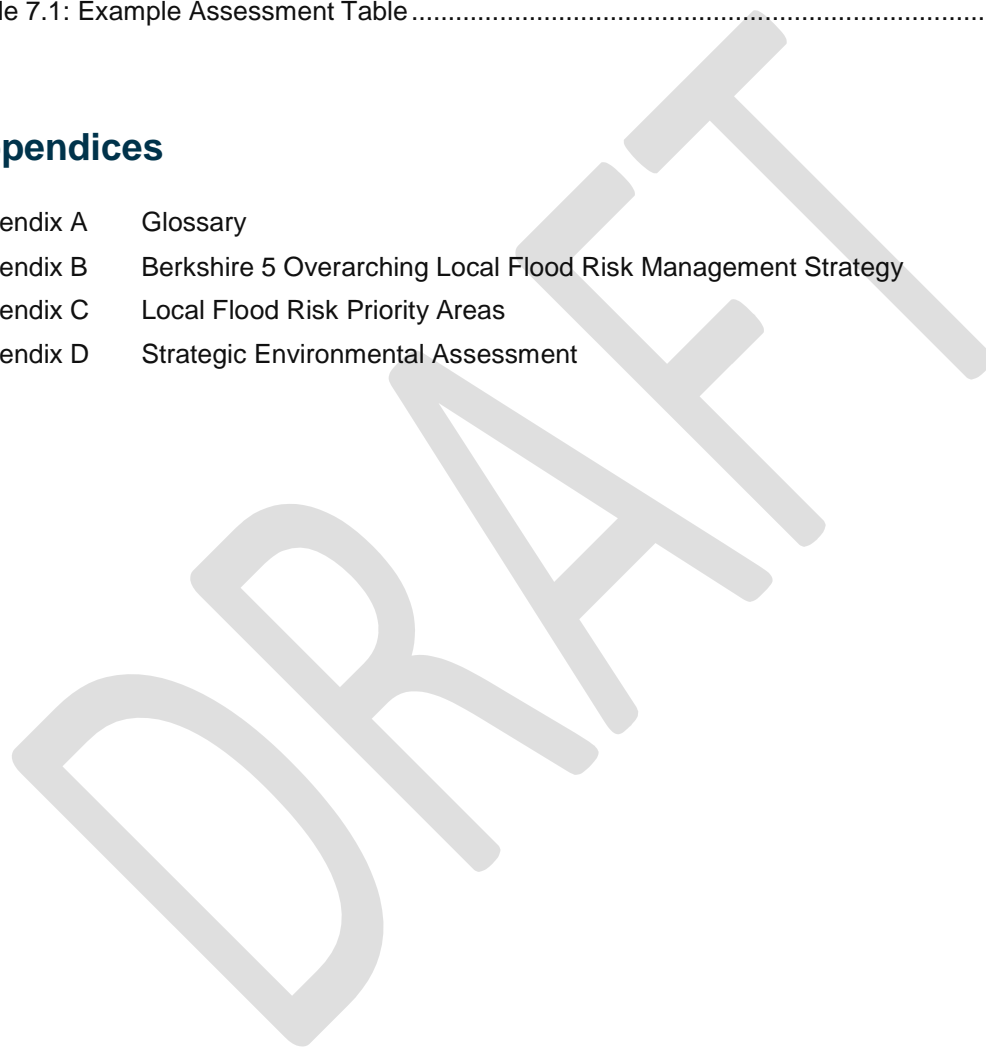 le 7.1: Example Assessment Table................................................................................................
pendices
endix A Glossary
endix B Berkshire 5 Overarching Local Flood Risk Management Strategy
endix C Local Flood Risk Priority Areas
endix D Strategic Environmental Assessment
DRAFT